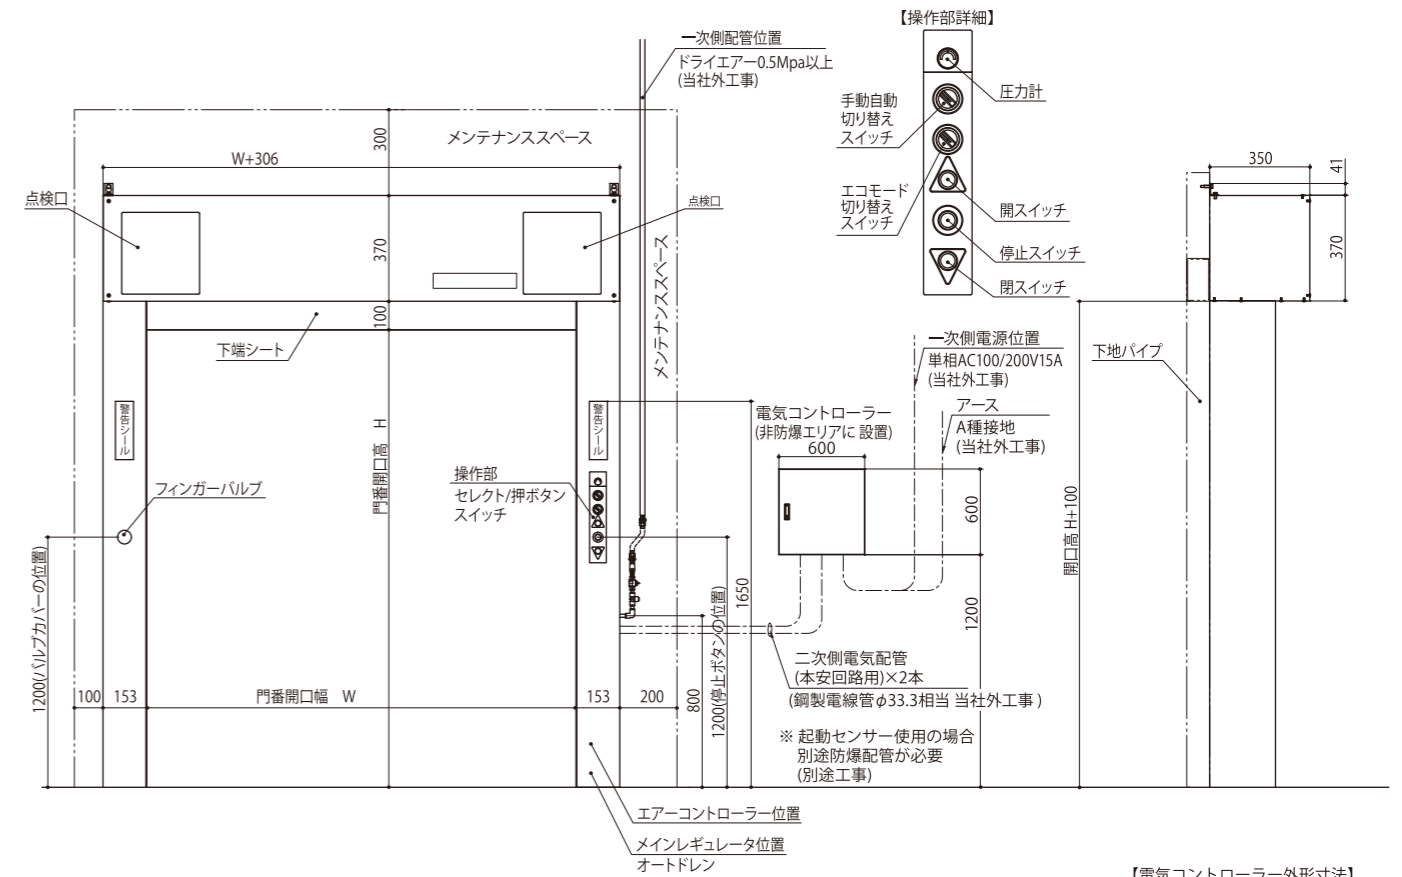 【操作部詳細】
一次側配管位置
ドライエアー0.5Mpa以上
(当社外工事)
圧力計
手動自動
切り替え
スイッチ
メンテナンススペース
300
W+306
350
41
点検口
点検口
エコモード
切り替え
スイッチ
開スイッチ
370
メンテナンススペース
停止スイッチ
370
閉スイッチ
100
下端シート
一次側電源位置
単相AC100/200V15A
(当社外工事)
下地パイプ
警告シール
警告シール
門番開口高 H
電気コントローラー
(非防爆エリアに 設置)
600
アース
A種接地
(当社外工事)
フィンガーバルブ
操作部
セレクト/押ボタン
スイッチ
600
開口高 H+100
1200(バルブカバーの位置)
1650
1200(停止ボタンの位置)
1200
800
二次側電気配管
(本安回路用)×2本
(鋼製電線管φ33.3相当 当社外工事 )
100
153
門番開口幅 W
153
200
※ 起動センサー使用の場合
別途防爆配管が必要
(別途工事)
エアーコントローラー位置
メインレギュレータ位置
オートドレン
【電気コントローラー外形寸法】